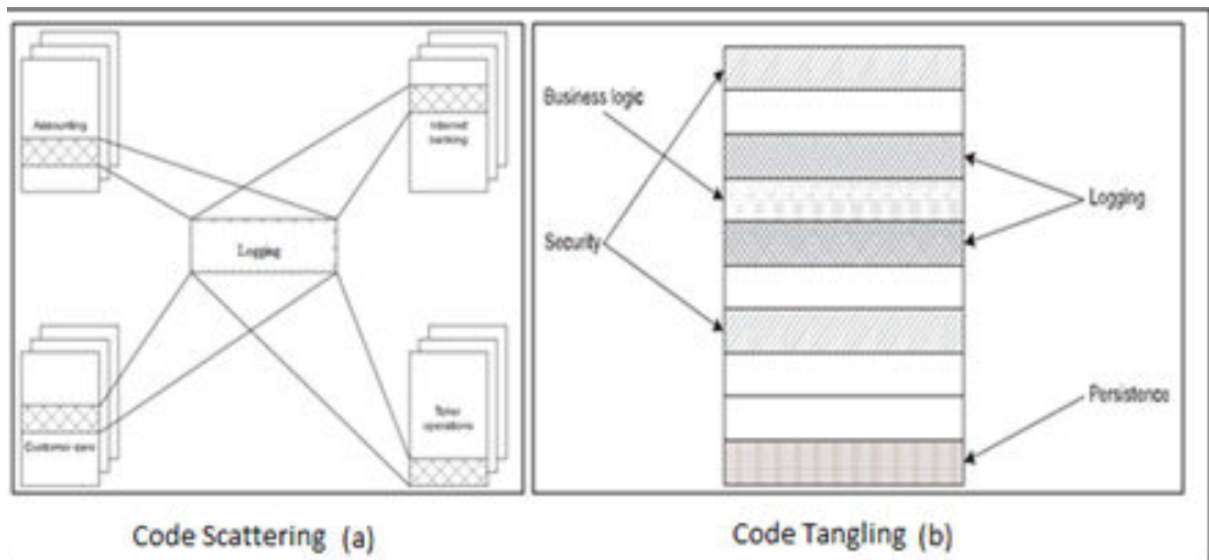 Accounting
Internet
banking
Logging
Customer care
Teller
operations
Business logic
Security
Logging
Persistence
Code Scattering (a)
Code Tangling (b)